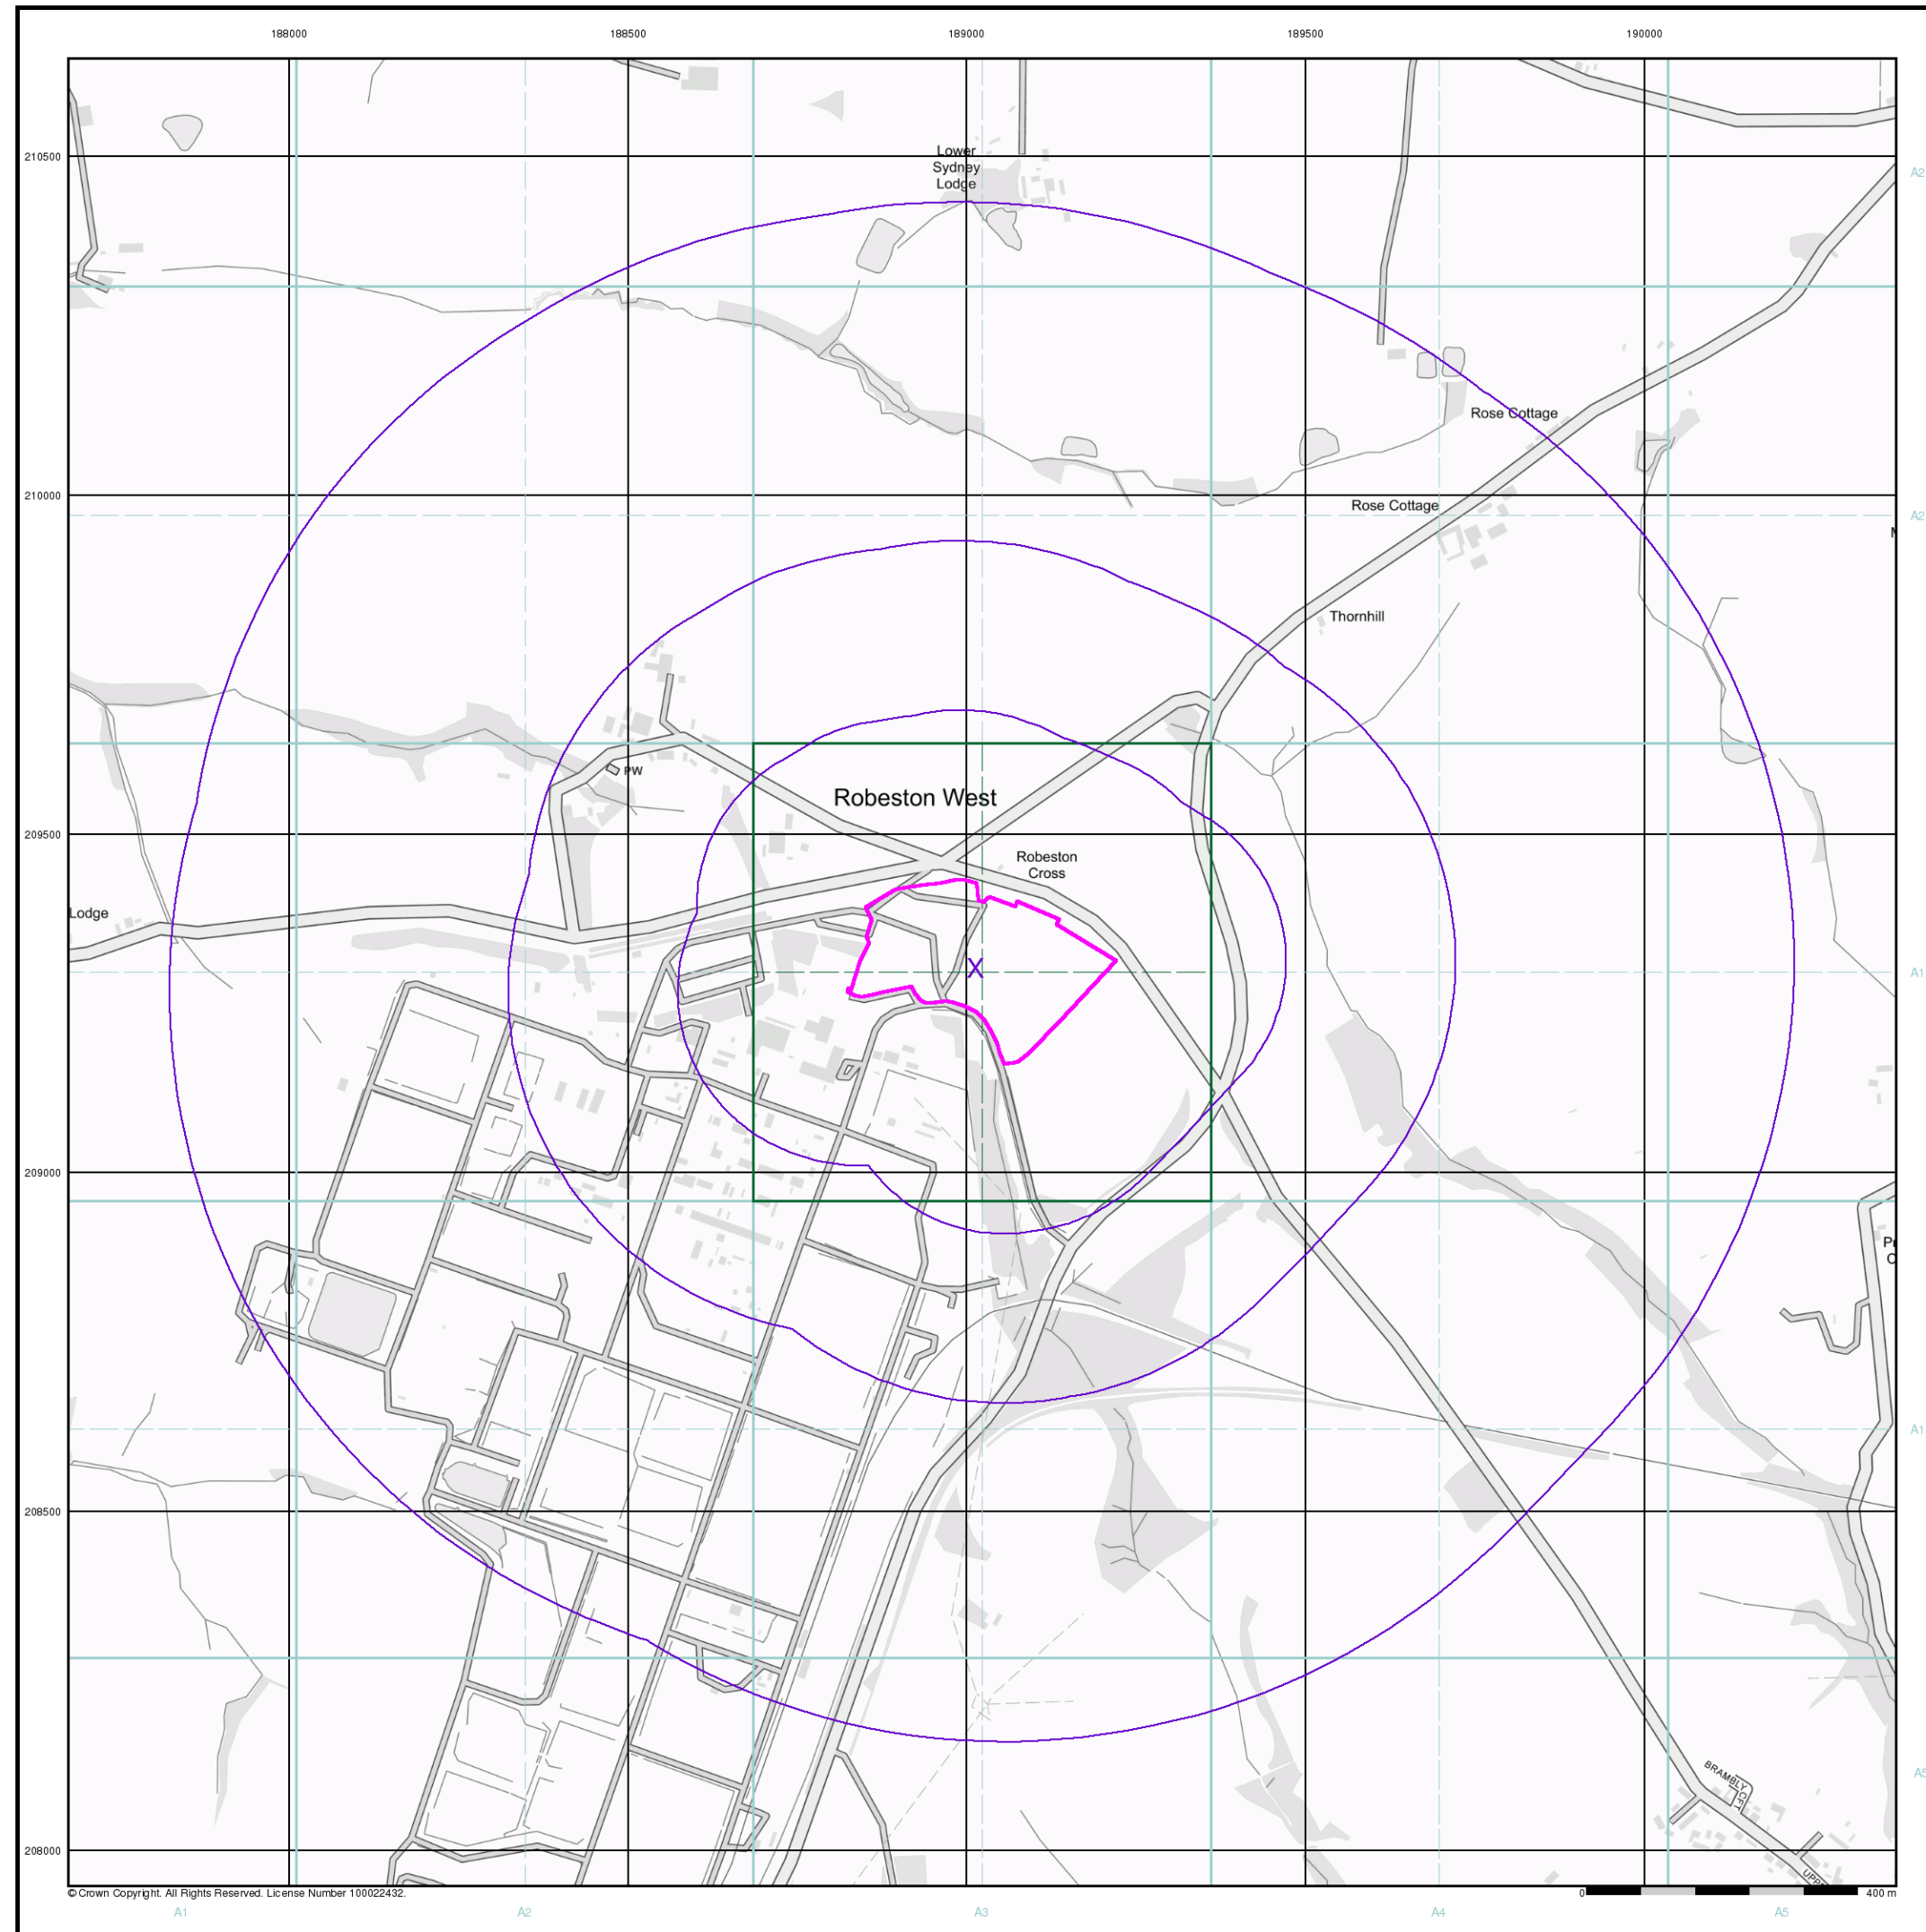 188000
188500
189000
189500
190000
210500
Lower
Sydney
Lodge
A2
Rose Cottage
210000
Rose Cottage
A2
Thornhill
PW
Robeston West
209500
Robeston
Cross
Lodge
X
A1
209000
A1
208500
BRAMBLY
CFT
A5
208000
© Crown Copyright. All Rights Reserved. License Number 100022432.
0
400 m
A1
A2
A3
A4
A5